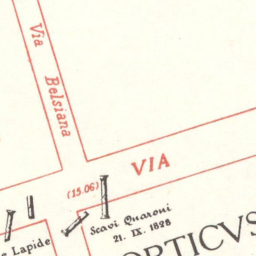 Via Belsiana
VIA
(15.06)
Scavi Quaroni
21. IX. 1828
Lapide
ORTICVS